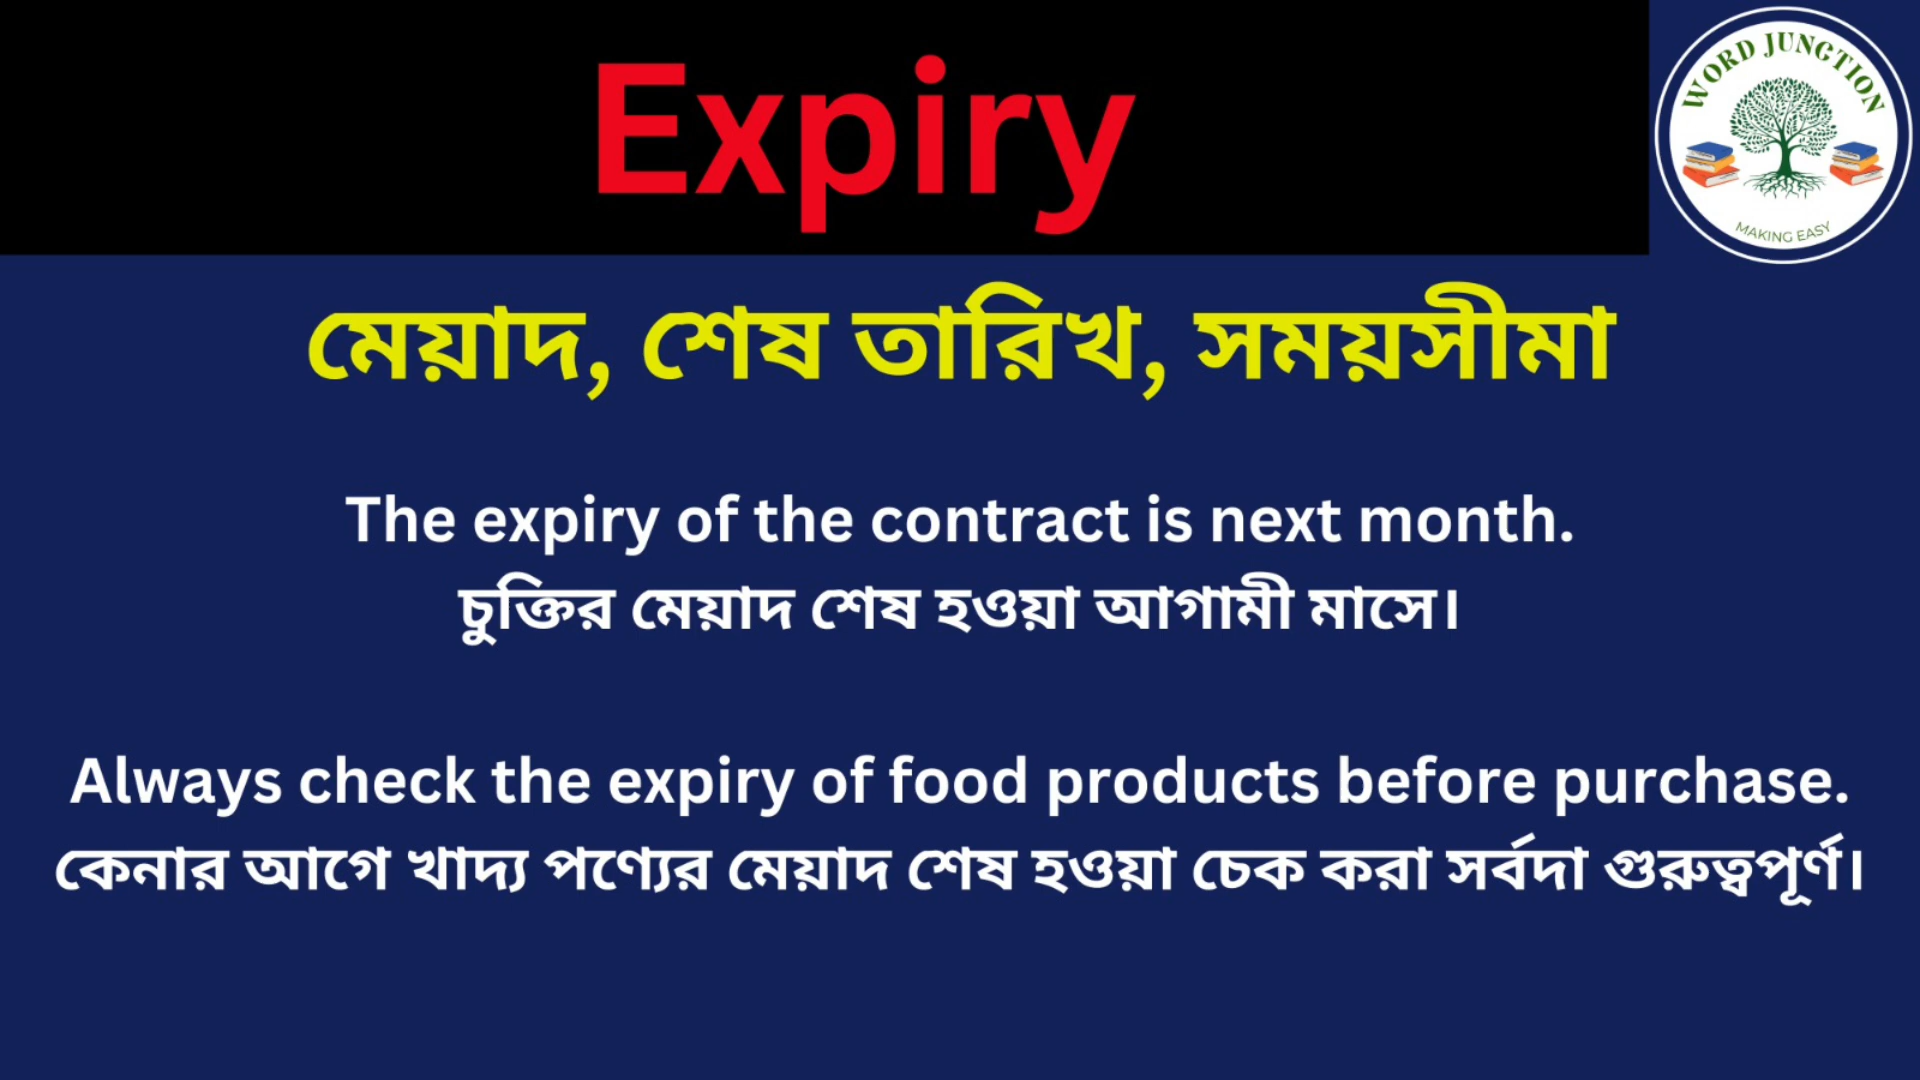 Expiry
WORD JUNCTION
MAKING EASY
মেয়াদ, শেষ তারিখ, সময়সীমা
The expiry of the contract is next month.
চুক্তির মেয়াদ শেষ হওয়া আগামী মাসে।
Always check the expiry of food products before purchase.
কেনার আগে খাদ্য পণ্যের মেয়াদ শেষ হওয়া চেক করা সর্বদা গুরুত্বপূর্ণ।